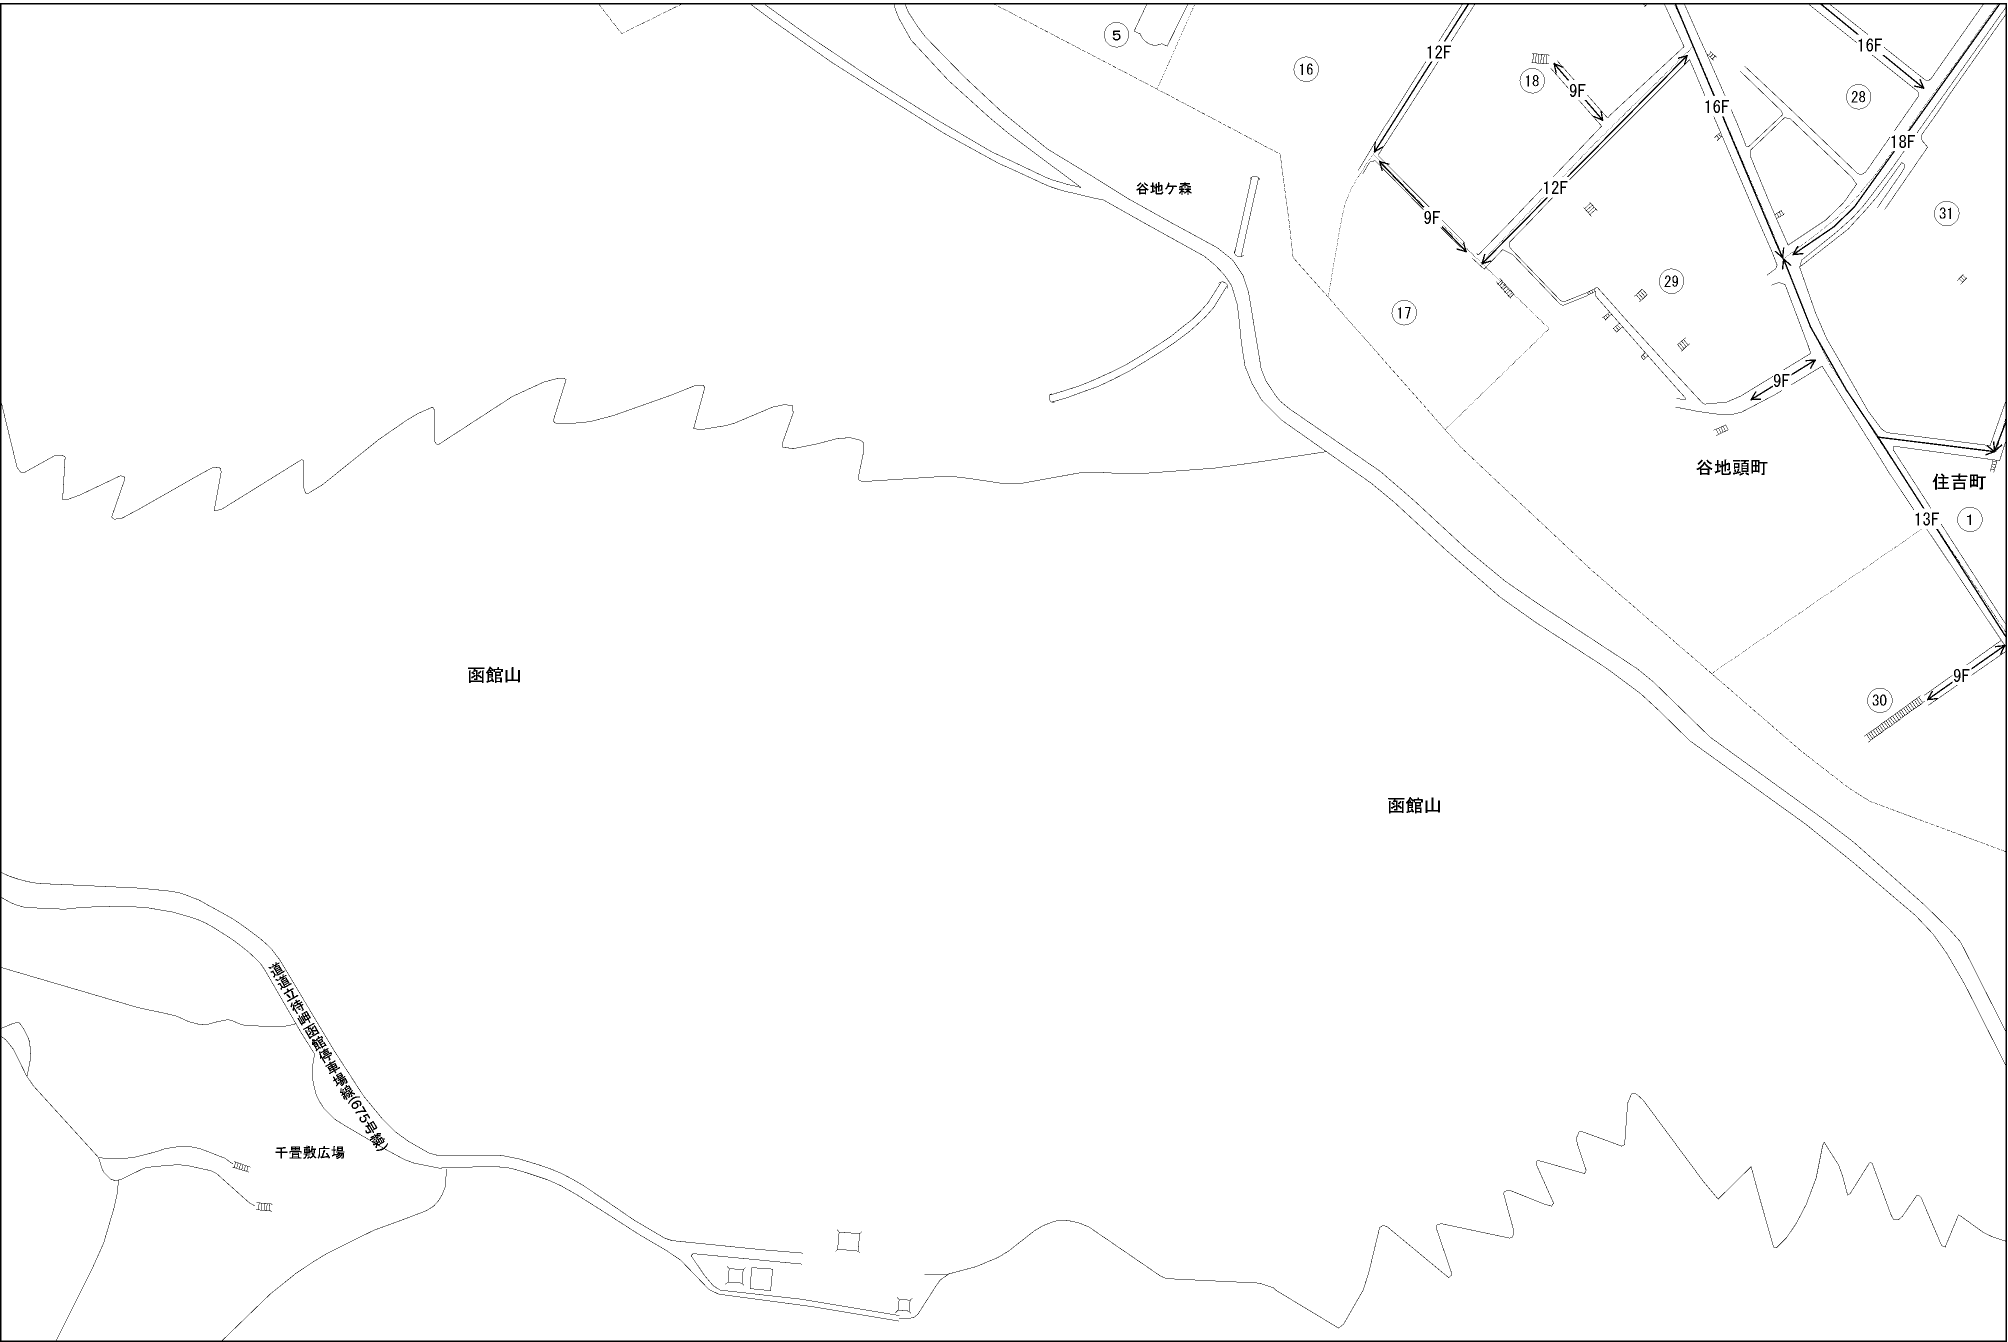 ⑤
⑯
12F
⑱
9F
16F
16F
㉘
18F
谷地ケ森
9F
12F
㉛
⑰
㉙
9F
谷地頭町
住吉町
13F
①
函館山
9F
㉚
函館山
道道立待岬函館停車場線(675号線)
千畳敷広場